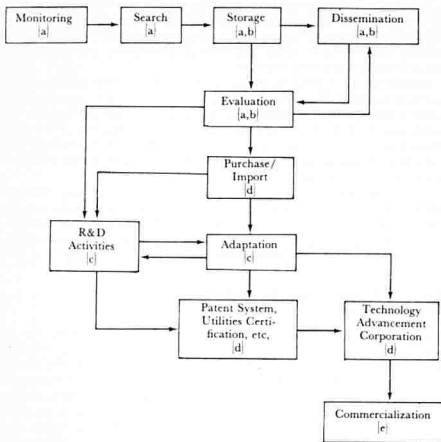 Monitoring
(a)
Search
(a)
Storage
(a,b)
Dissemination
(a,b)
Evaluation
(a,b)
Purchase/
Import
(d)
R&D
Activities
(c)
Adaptation
(c)
Patent System,
Utilities Certi-
fication, etc,
(d)
Technology
Advancement
Corporation
(d)
Commercialization
(e)